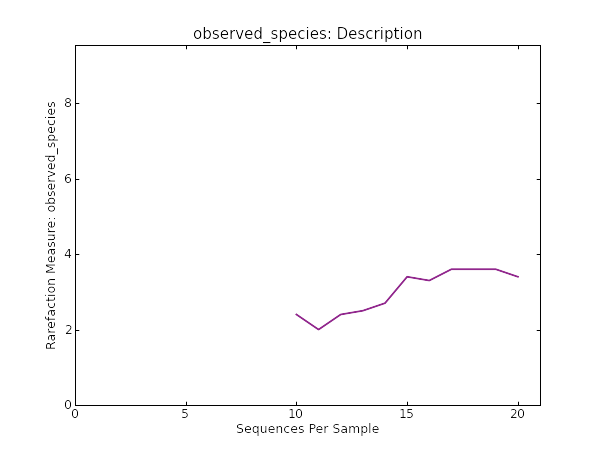 observed_species: Description
Rarefaction Measure: observed_species
8
6
4
2
0
0 5 10 15 20
Sequences Per Sample